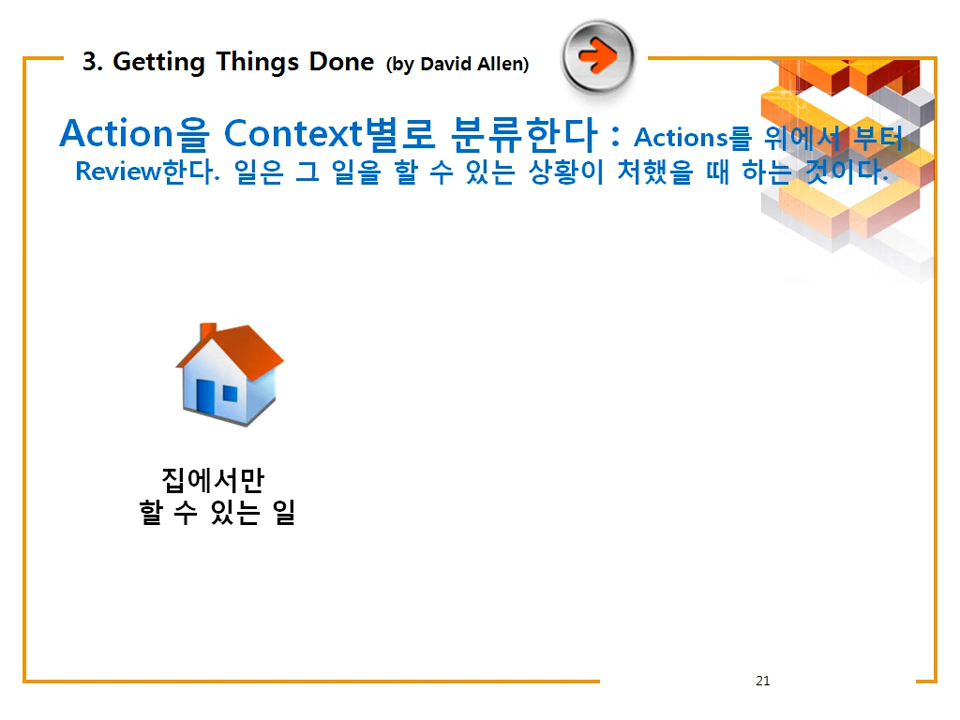 3. Getting Things Done (by David Allen)
Action을 Context별로 분류한다 : Actions를 위에서 부터
Review한다. 일은 그 일을 할 수 있는 상황이 처했을 때 하는 것이다.
집에서만
할 수 있는 일
21